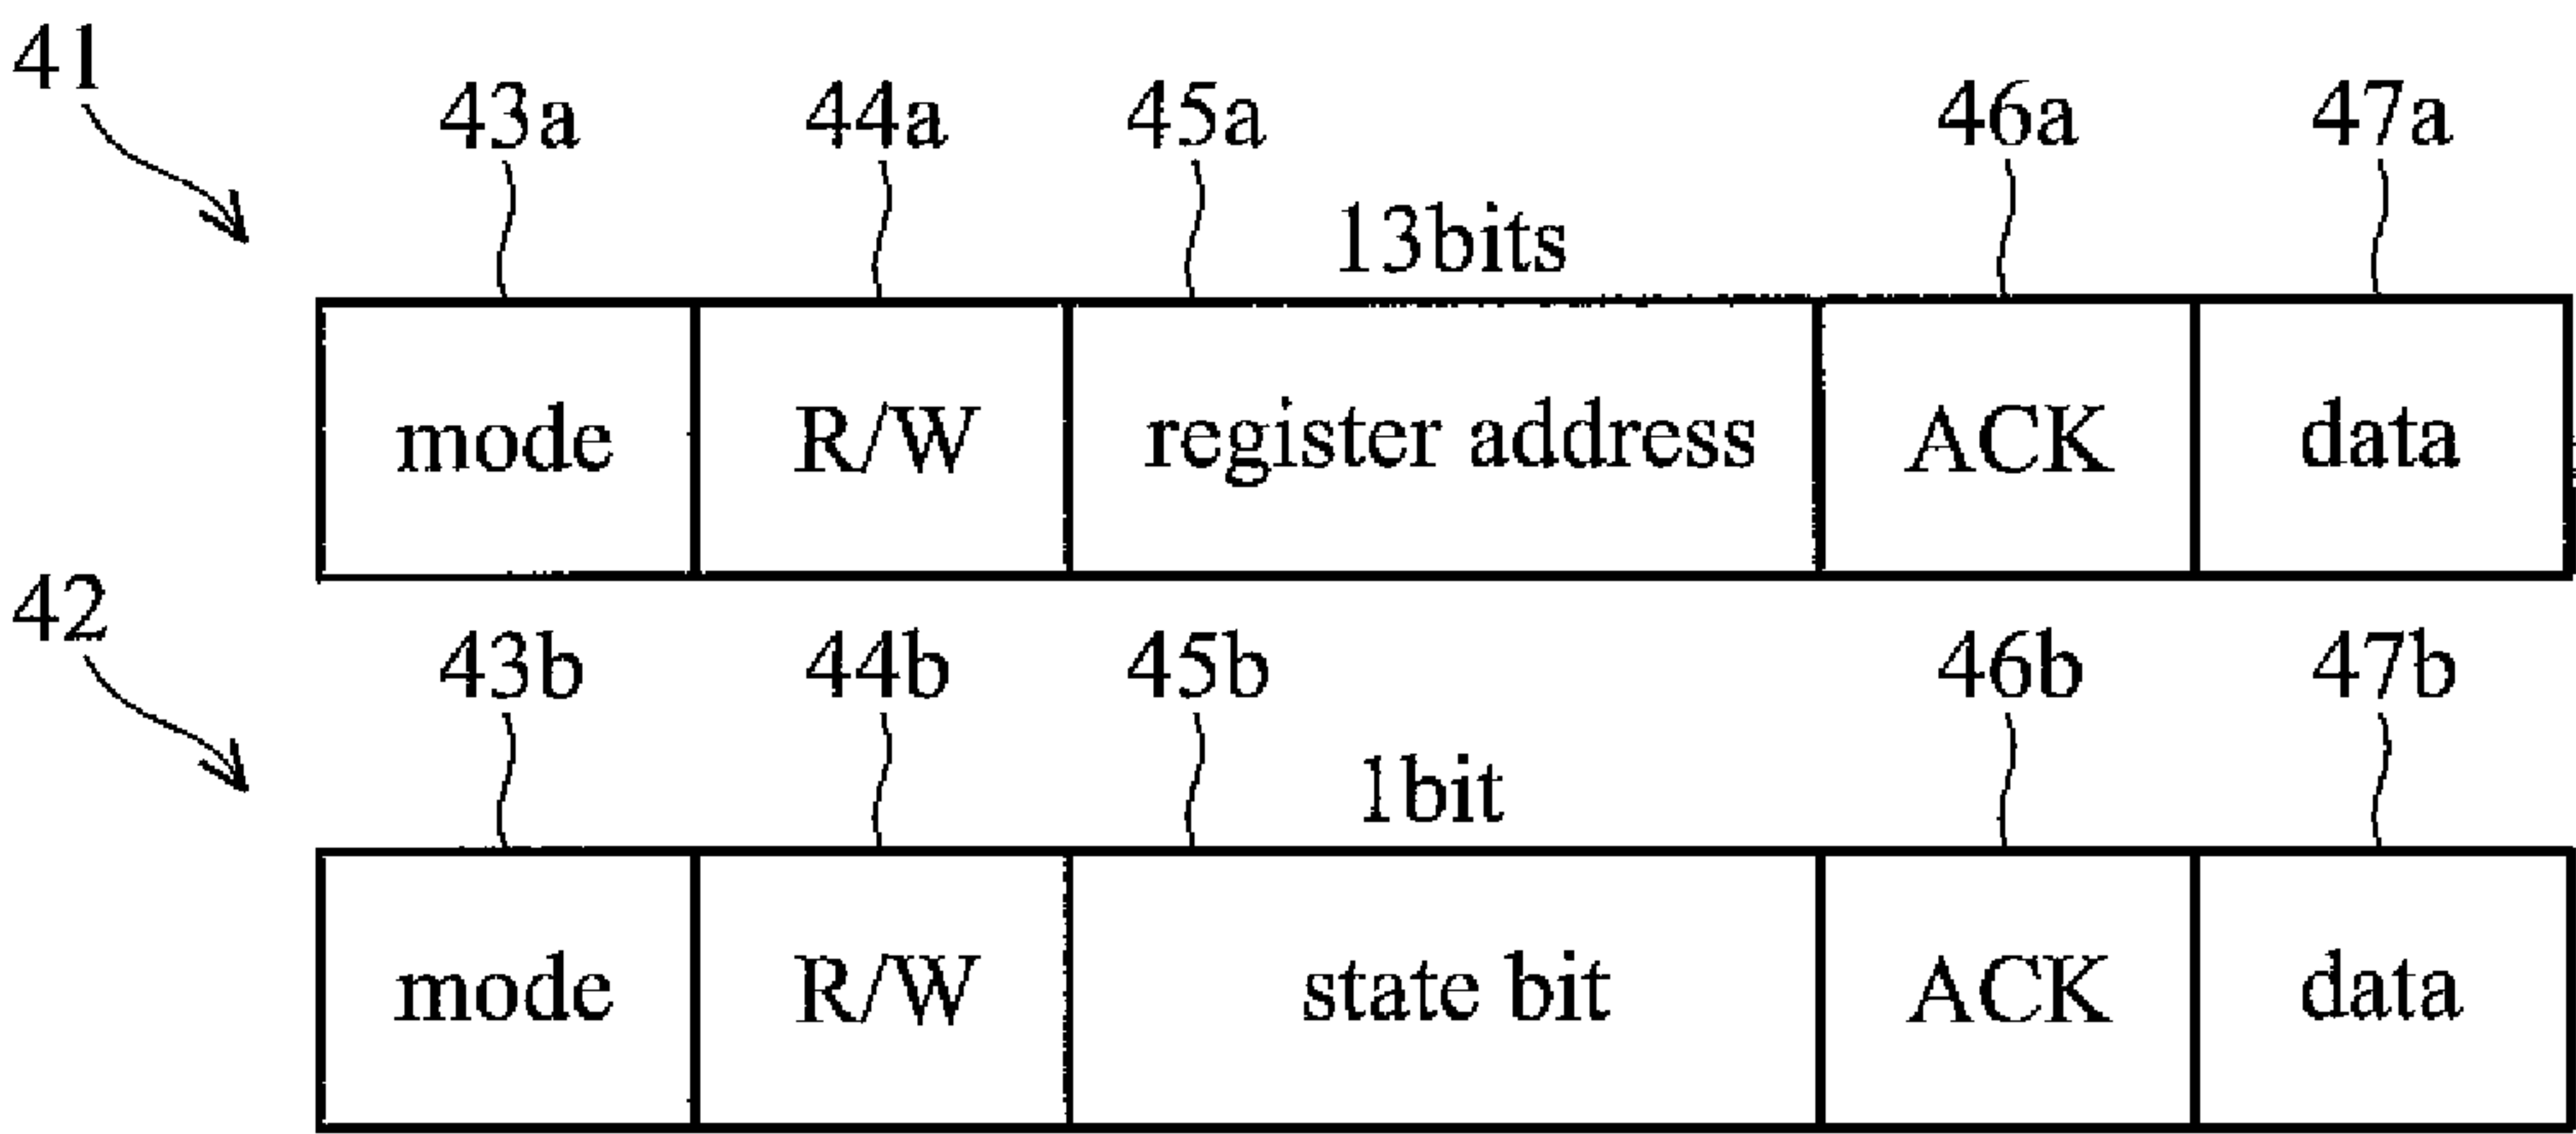 41
43a 44a 45a 46a 47a
13bits
mode R/W register address ACK data
42
43b 44b 45b 46b 47b
1bit
mode R/W state bit ACK data